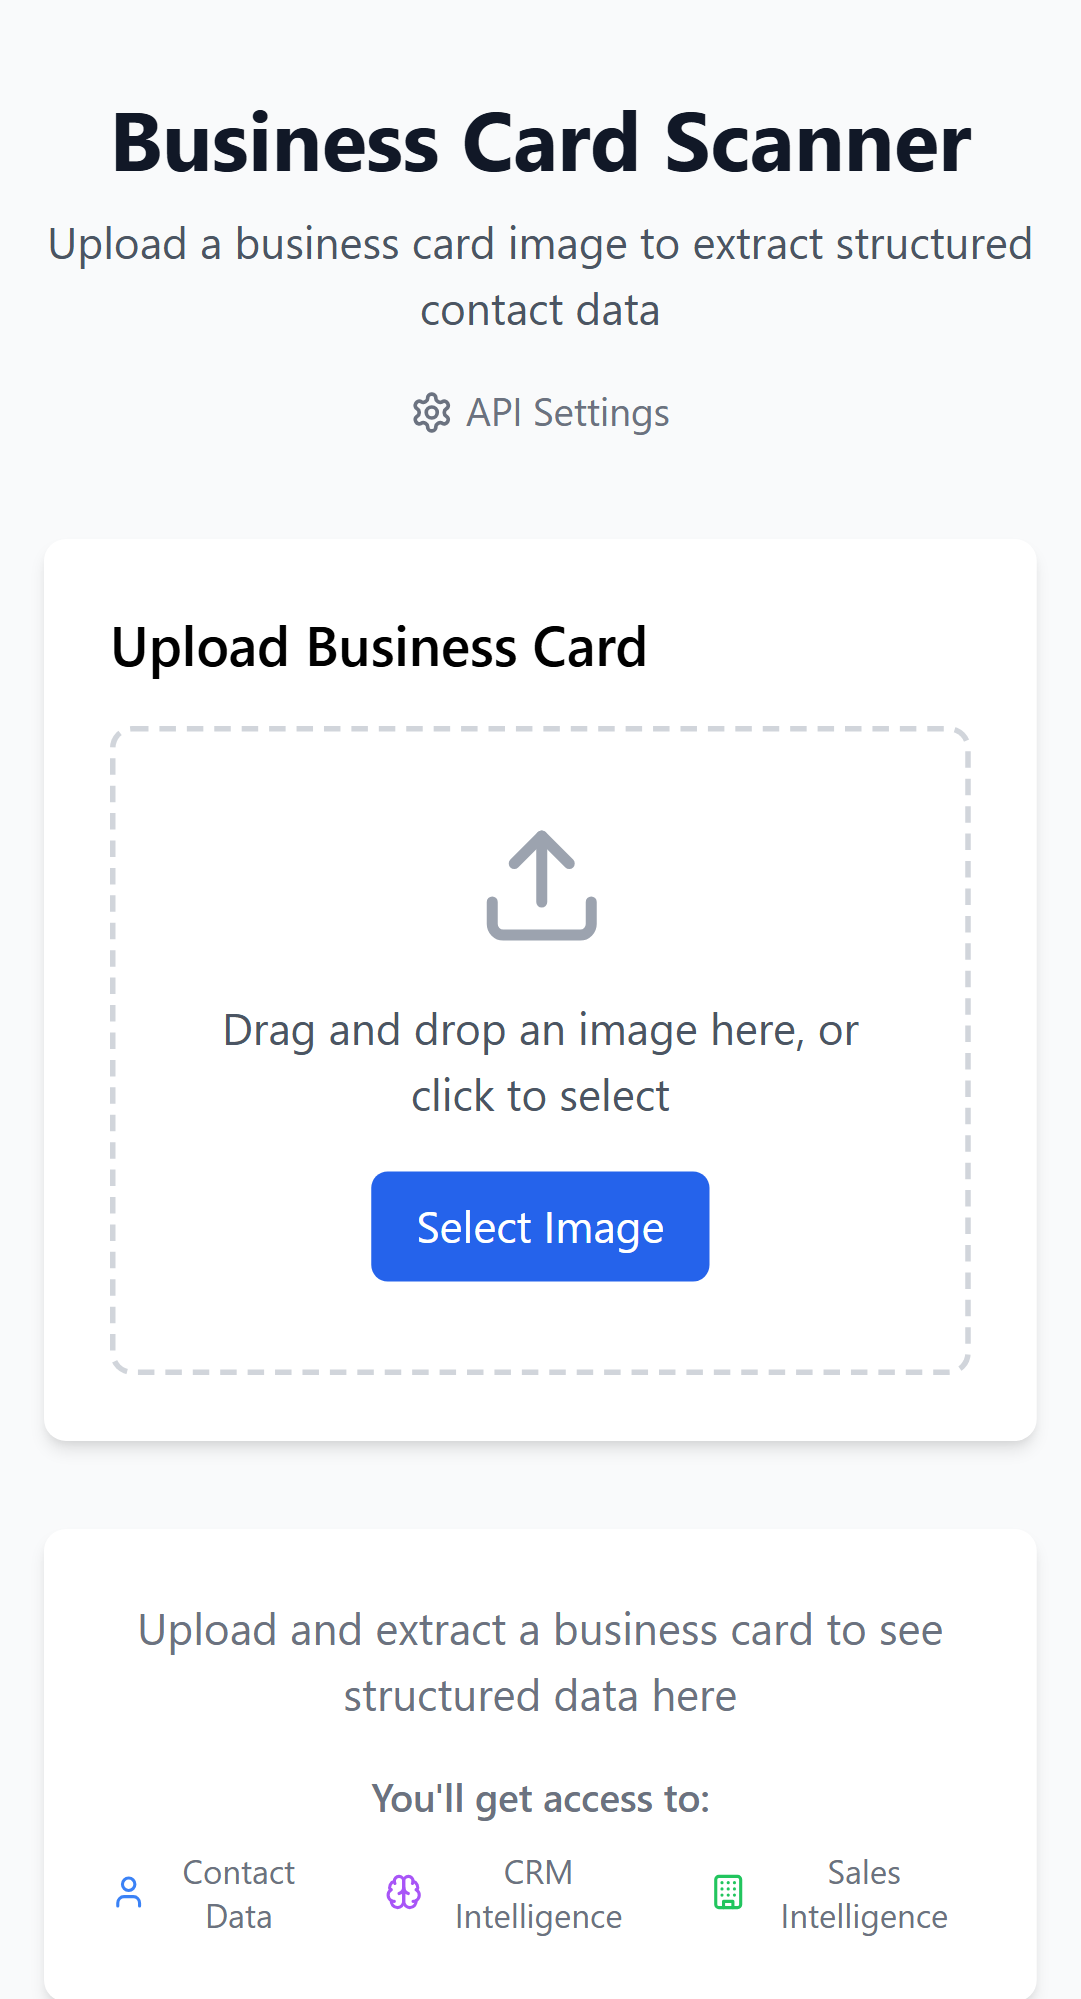 Business Card Scanner
Upload a business card image to extract structured
contact data
API Settings
Upload Business Card
Drag and drop an image here, or
click to select
Select Image
Upload and extract a business card to see
structured data here
You'll get access to:
Contact
Data
CRM
Intelligence
Sales
Intelligence